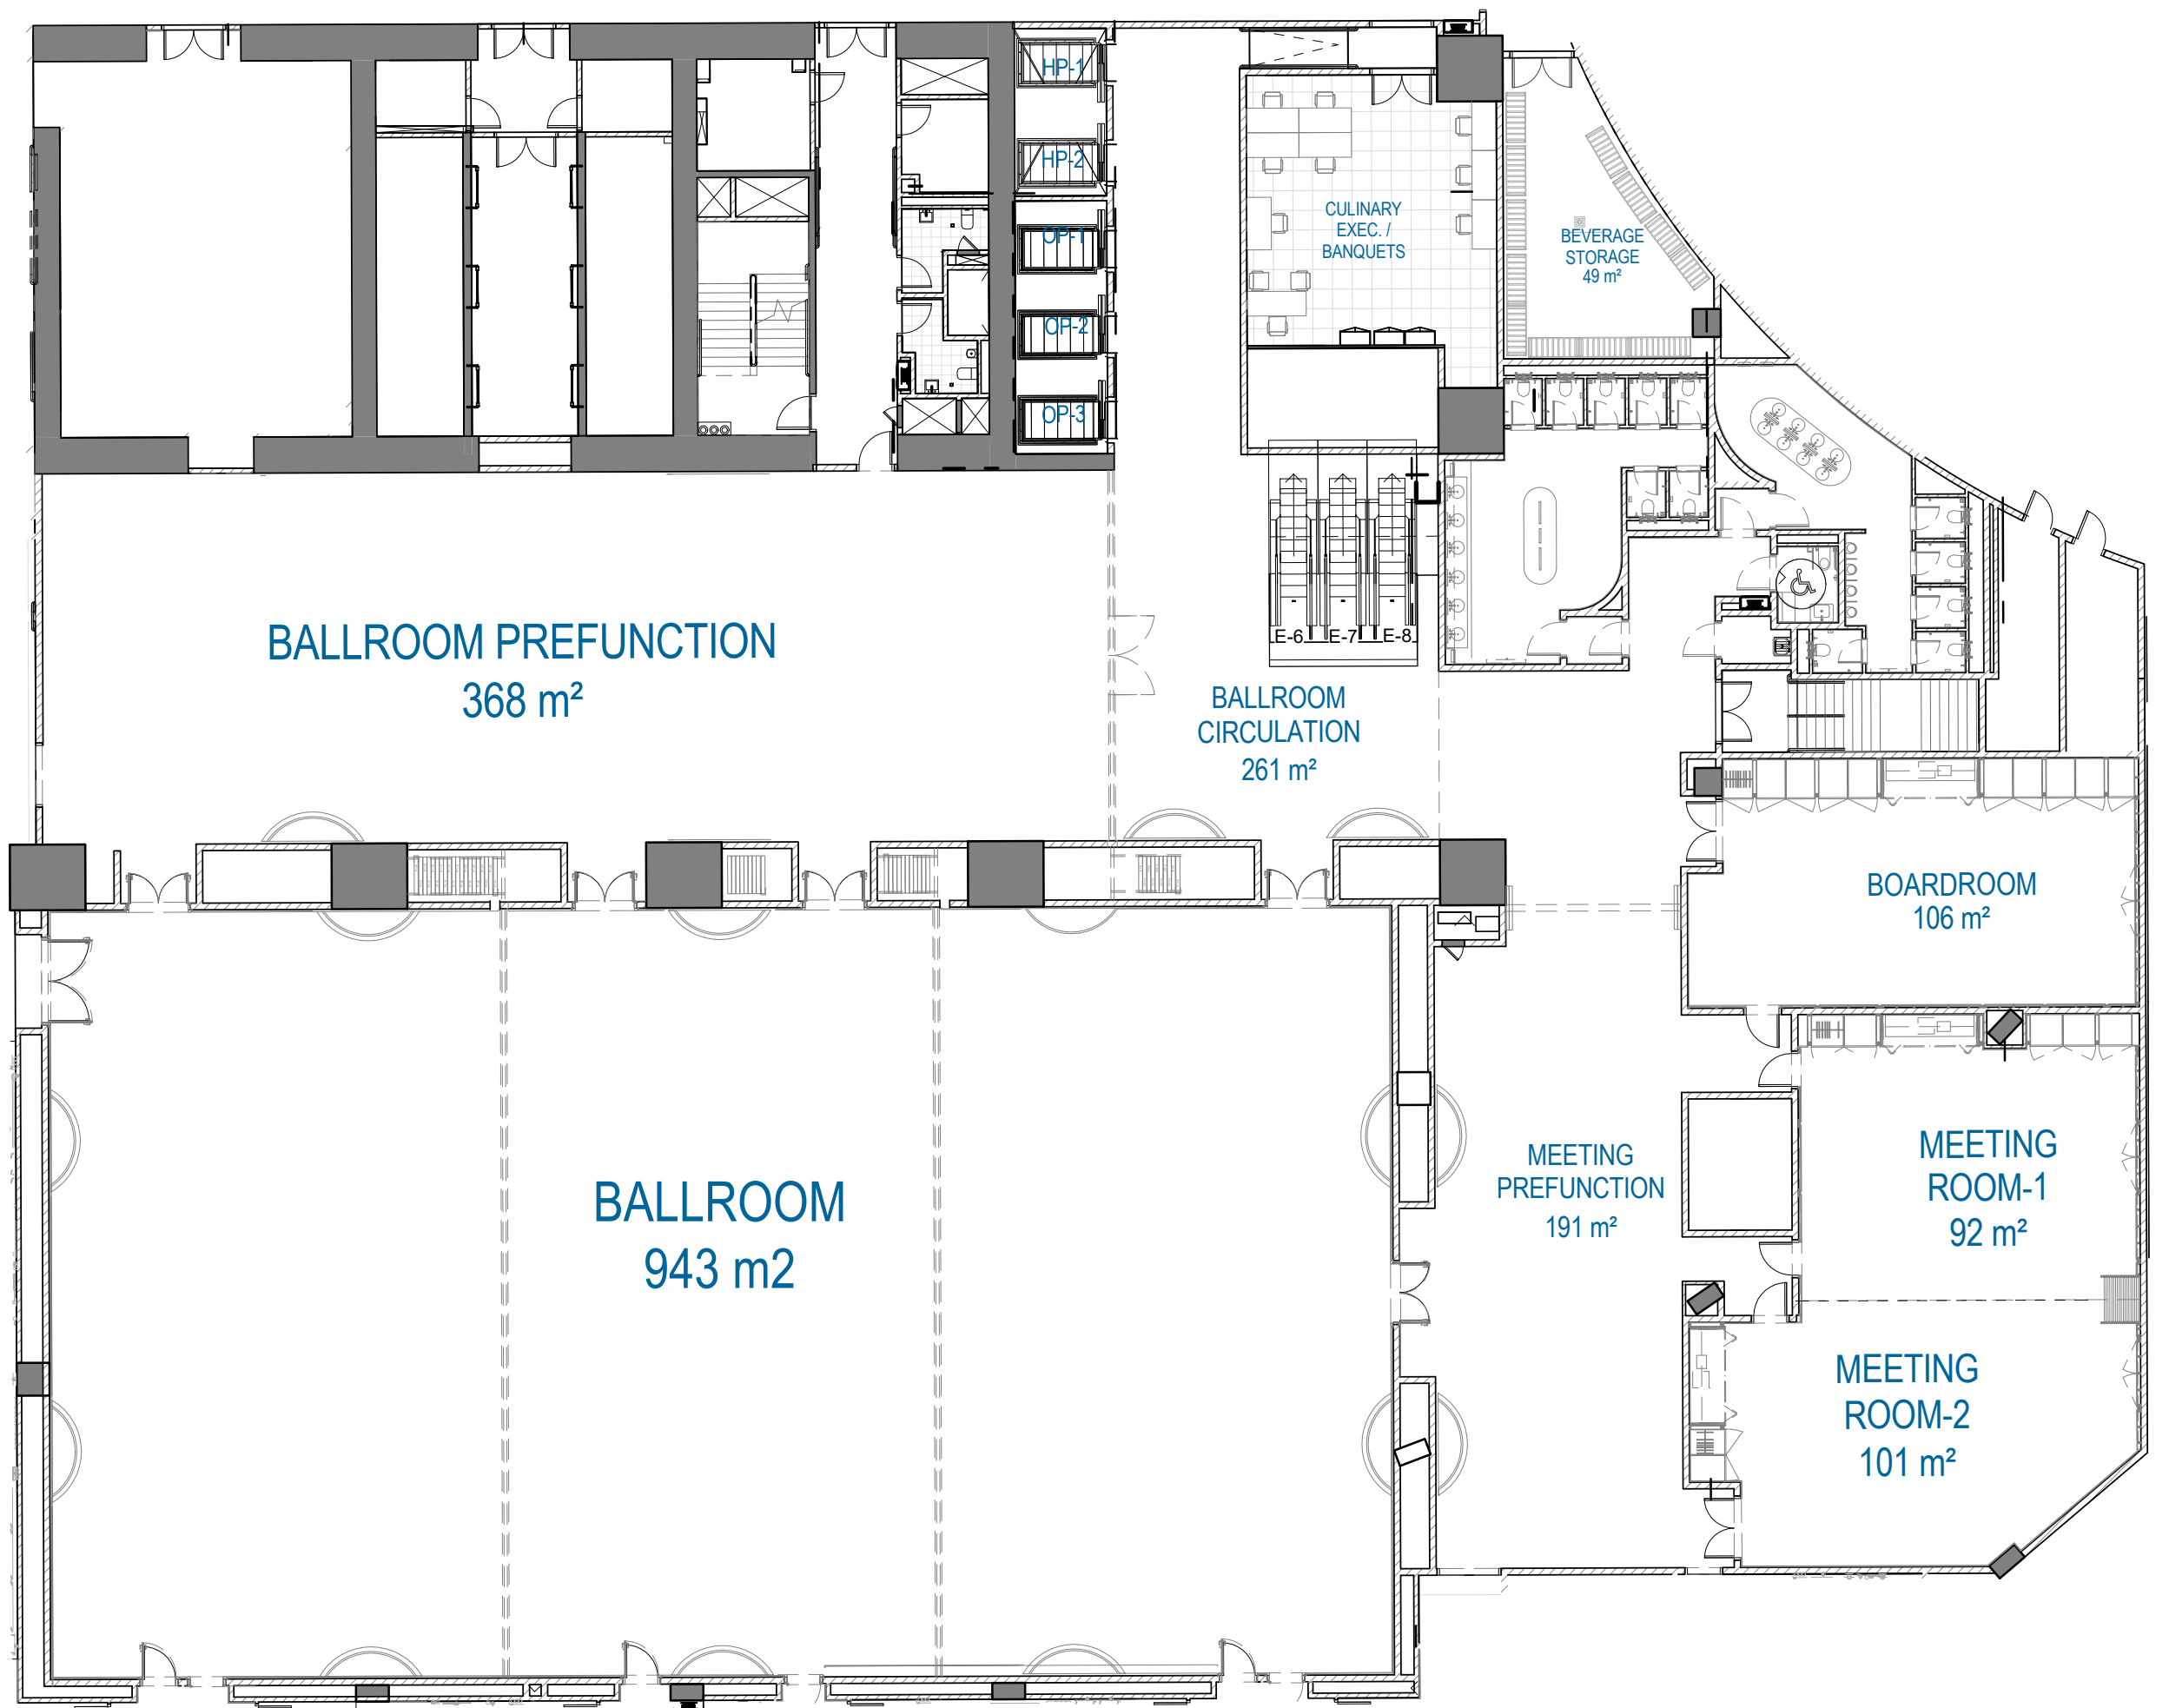 HP-1
HP-2
OP-1
OP-2
OP-3
CULINARY
EXEC. /
BANQUETS
BEVERAGE
STORAGE
49 m²
E-6
E-7
E-8
BALLROOM PREFUNCTION
368 m²
BALLROOM
CIRCULATION
261 m²
BOARDROOM
106 m²
BALLROOM
943 m2
MEETING
PREFUNCTION
191 m²
MEETING
ROOM-1
92 m²
MEETING
ROOM-2
101 m²